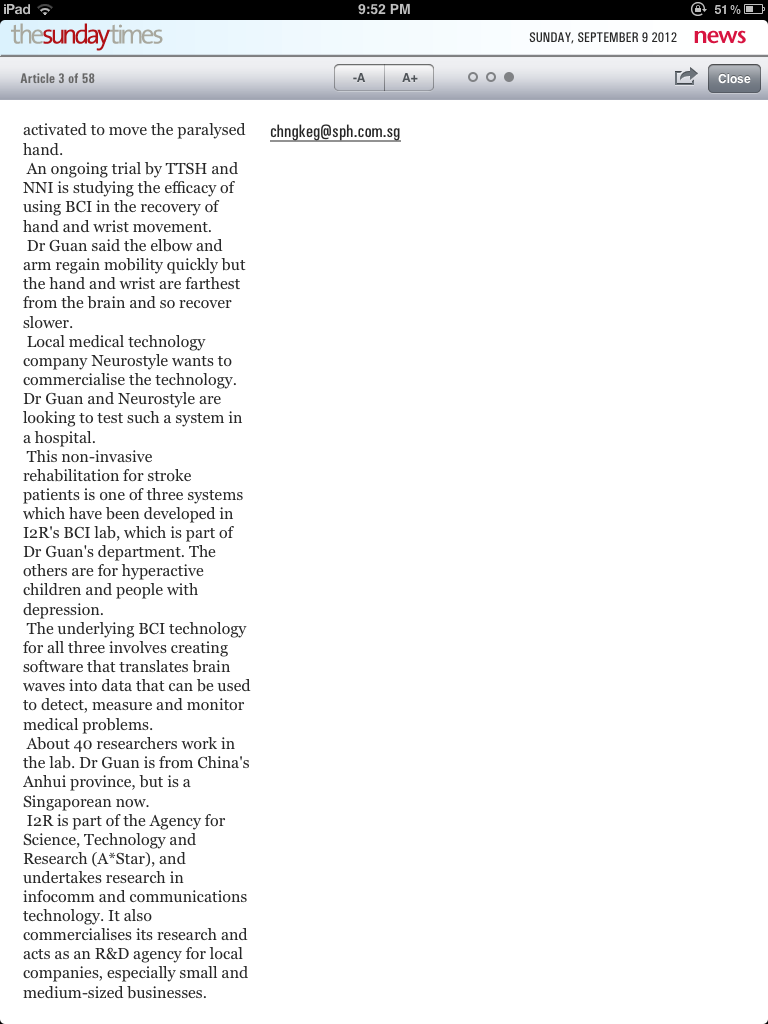 iPad
9:52 PM
51%
thesundaytimes
SUNDAY, SEPTEMBER 9 2012
news
Article 3 of 58
-A
A+
Close
activated to move the paralysed
hand.
An ongoing trial by TTSH and
NNI is studying the efficacy of
using BCI in the recovery of
hand and wrist movement.
Dr Guan said the elbow and
arm regain mobility quickly but
the hand and wrist are farthest
from the brain and so recover
slower.
Local medical technology
company Neurostyle wants to
commercialise the technology.
Dr Guan and Neurostyle are
looking to test such a system in
a hospital.
This non-invasive
rehabilitation for stroke
patients is one of three systems
which have been developed in
I2R's BCI lab, which is part of
Dr Guan's department. The
others are for hyperactive
children and people with
depression.
The underlying BCI technology
for all three involves creating
software that translates brain
waves into data that can be used
to detect, measure and monitor
medical problems.
About 40 researchers work in
the lab. Dr Guan is from China's
Anhui province, but is a
Singaporean now.
I2R is part of the Agency for
Science, Technology and
Research (A*Star), and
undertakes research in
infocomm and communications
technology. It also
commercialises its research and
acts as an R&D agency for local
companies, especially small and
medium-sized businesses.
chngkeg@sph.com.sg